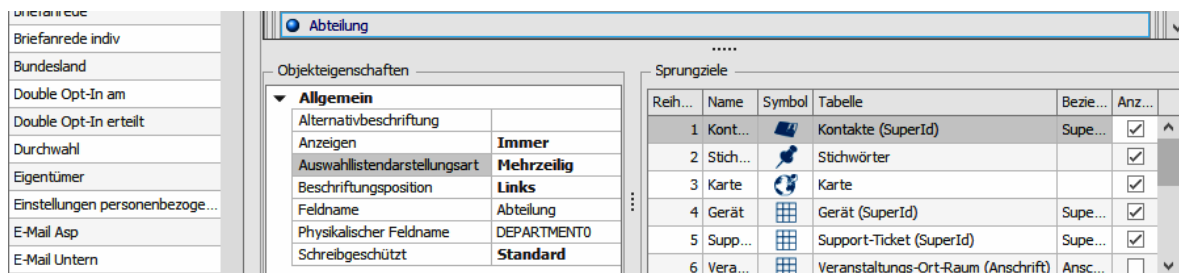 Briefanrede
Briefanrede indiv
Bundesland
Double Opt-In am
Double Opt-In erteilt
Durchwahl
Eigentümer
Einstellungen personenbezoge...
E-Mail Asp
E-Mail Untern
Abteilung
Objekteigenschaften
Allgemein
Alternativbeschriftung
Anzeigen Immer
Auswahllistendarstellungsart Mehrzeilig
Beschriftungsposition Links
Feldname Abteilung
Physikalischer Feldname DEPARTMENT0
Schreibgeschützt Standard
Sprungziele
Reih... Name Symbol Tabelle Bezie... Anz...
1 Kont... Kontakte (SuperId) Supe...
2 Stich... Stichwörter
3 Karte Karte
4 Gerät Gerät (SuperId) Supe...
5 Supp... Support-Ticket (SuperId) Supe...
6 Vera... Veranstaltungs-Ort-Raum (Anschrift) Ansc...